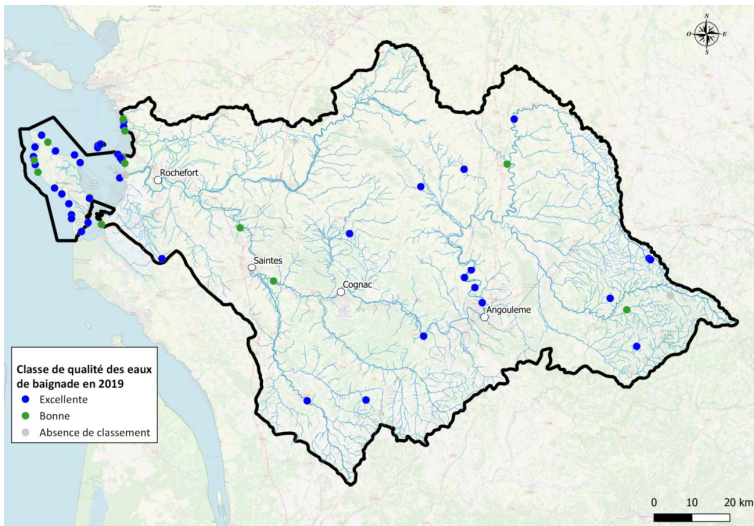 N
O E
S
Rochefort
Saintes
Cognac
Angouleme
Classe de qualité des eaux
de baignade en 2019
Excellente
Bonne
Absence de classement
0 10 20 km